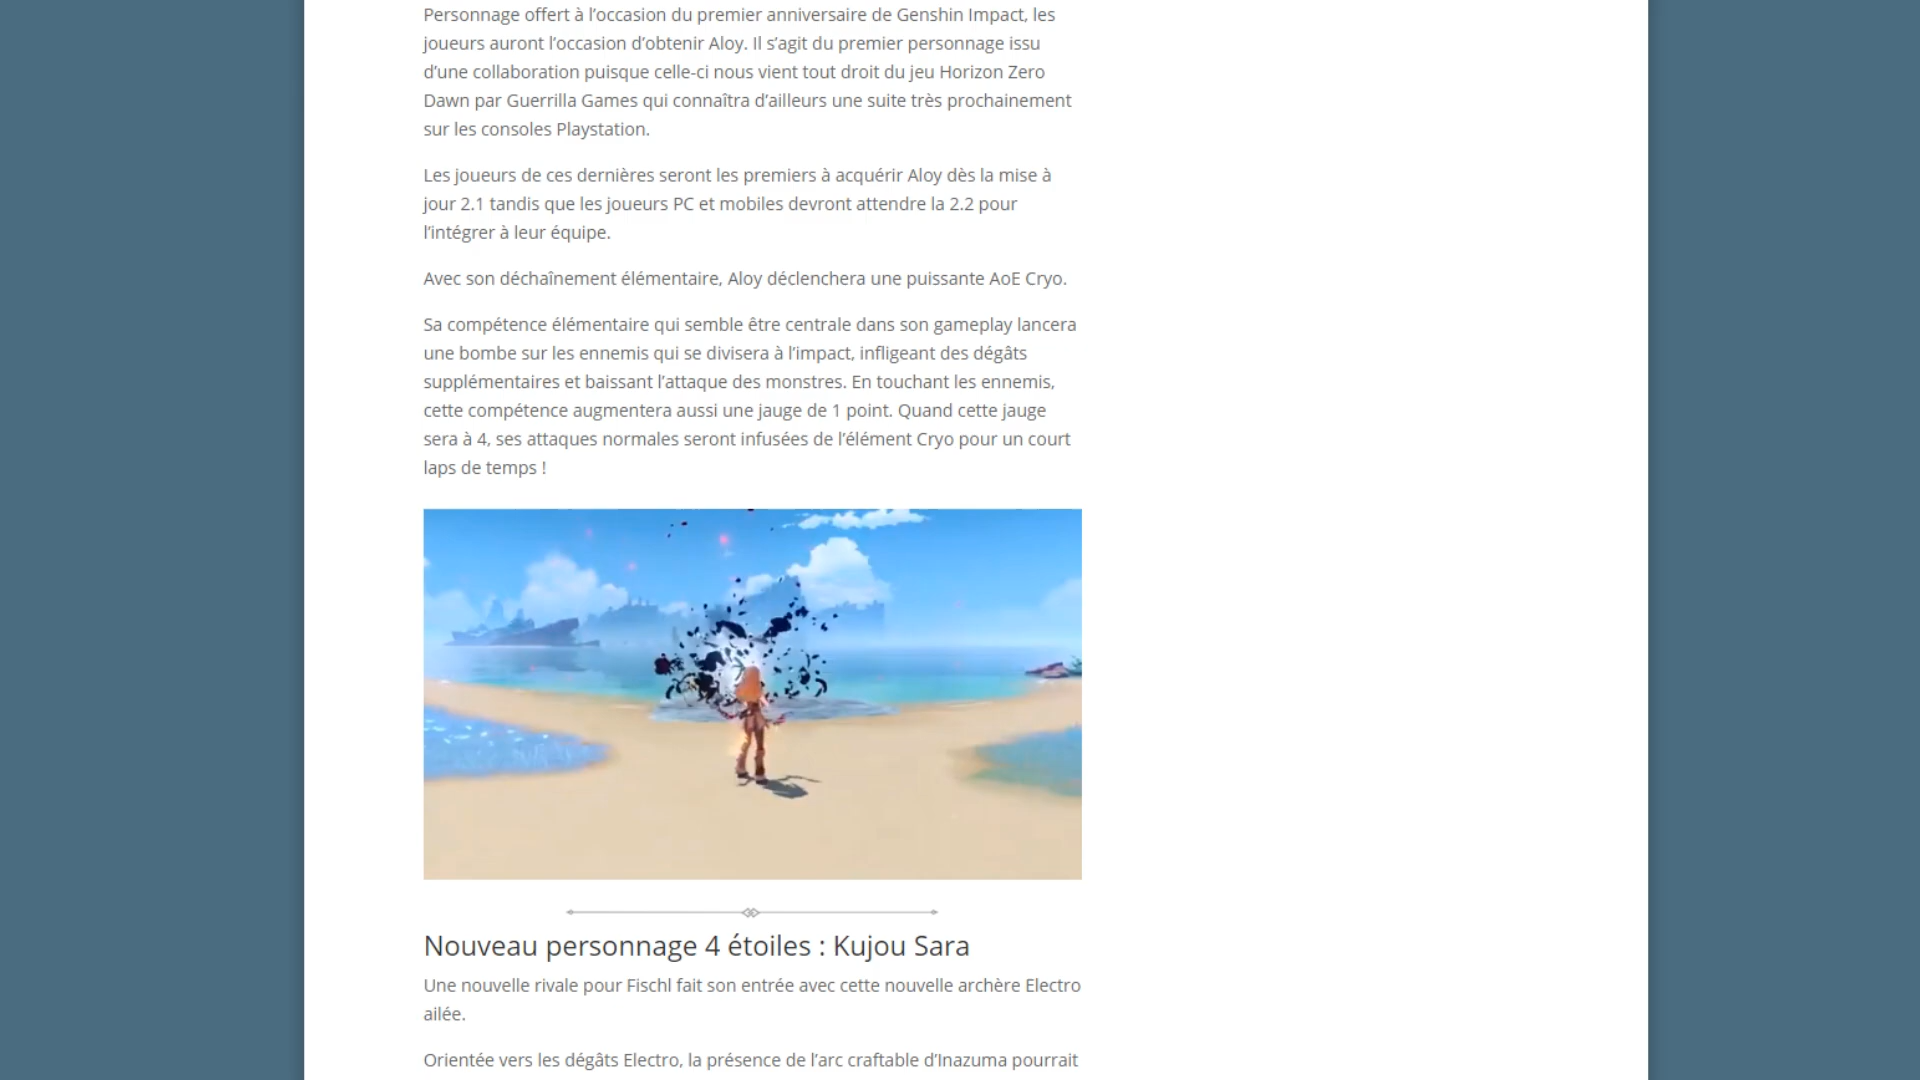 Personnage offert à l’occasion du premier anniversaire de Genshin Impact, les
joueurs auront l’occasion d’obtenir Aloy. Il s’agit du premier personnage issu
d’une collaboration puisque celle-ci nous vient tout droit du jeu Horizon Zero
Dawn par Guerrilla Games qui connaîtra d’ailleurs une suite très prochainement
sur les consoles Playstation.
Les joueurs de ces dernières seront les premiers à acquérir Aloy dès la mise à
jour 2.1 tandis que les joueurs PC et mobiles devront attendre la 2.2 pour
l’intégrer à leur équipe.
Avec son déchaînement élémentaire, Aloy déclenchera une puissante AoE Cryo.
Sa compétence élémentaire qui semble être centrale dans son gameplay lancera
une bombe sur les ennemis qui se divisera à l’impact, infligeant des dégâts
supplémentaires et baissant l’attaque des monstres. En touchant les ennemis,
cette compétence augmentera aussi une jauge de 1 point. Quand cette jauge
sera à 4, ses attaques normales seront infusées de l’élément Cryo pour un court
laps de temps !
Nouveau personnage 4 étoiles : Kujou Sara
Une nouvelle rivale pour Fischl fait son entrée avec cette nouvelle archère Electro
ailée.
Orientée vers les dégâts Electro, la présence de l’arc craftable d’Inazuma pourrait